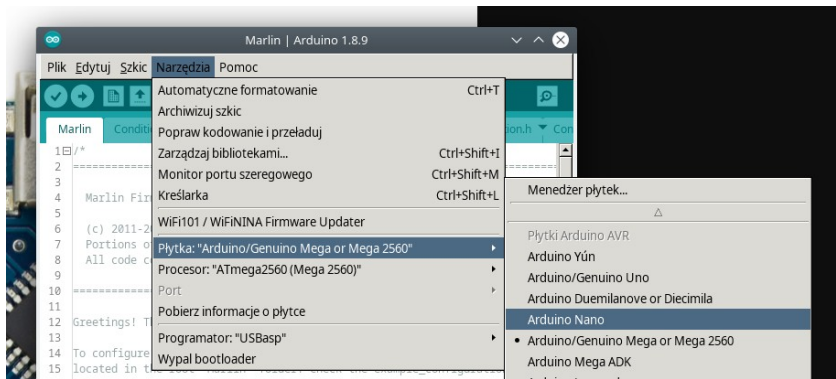 Marlin | Arduino 1.8.9
Plik Edytuj Szkic Narzędzia Pomoc
Marlin
Automatyczne formatowanie Ctrl+T
Archiwizuj szkic
Popraw kodowanie i przeładuj
Zarządzaj bibliotekami... Ctrl+Shift+I
Monitor portu szeregowego Ctrl+Shift+M
Kreślarka Ctrl+Shift+L
WiFi101 / WiFiNINA Firmware Updater
Płytka: "Arduino/Genuino Mega or Mega 2560"
Procesor: "ATmega2560 (Mega 2560)"
Port
Pobierz informacje o płytce
Programator: "USBasp"
Wypal bootloader
Menedżer płytek...
Płytki Arduino AVR
Arduino Yún
Arduino/Genuino Uno
Arduino Duemilanove or Diecimila
Arduino Nano
Arduino/Genuino Mega or Mega 2560
Arduino Mega ADK
1 /*
2 ====
3
4 Marlin
5
6 (c) 2011-2
7 Portions
8 All code
9
10 ====
11
12 Greetings!
13
14 To configure
15 located in